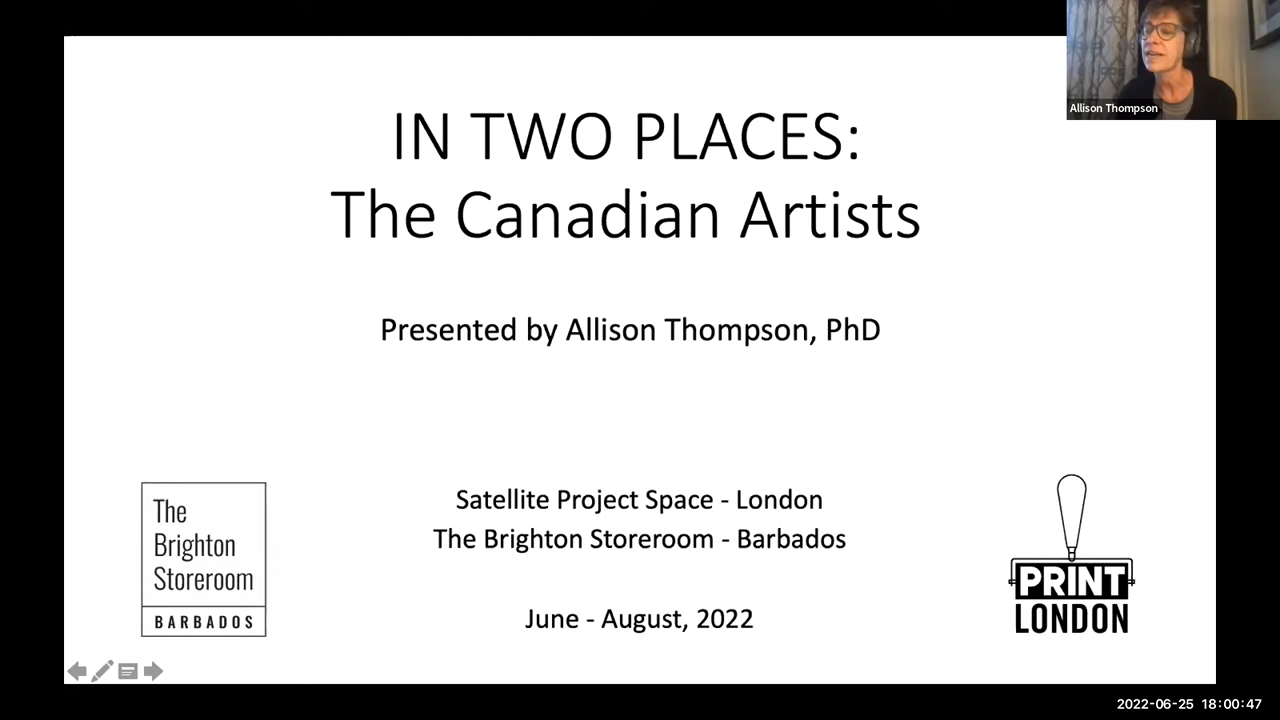 Allison Thompson
IN TWO PLACES:
The Canadian Artists
Presented by Allison Thompson, PhD
The
Brighton
Storeroom
BARBADOS
Satellite Project Space - London
The Brighton Storeroom - Barbados
June - August, 2022
PRINT
LONDON
2022-06-25 18:00:47